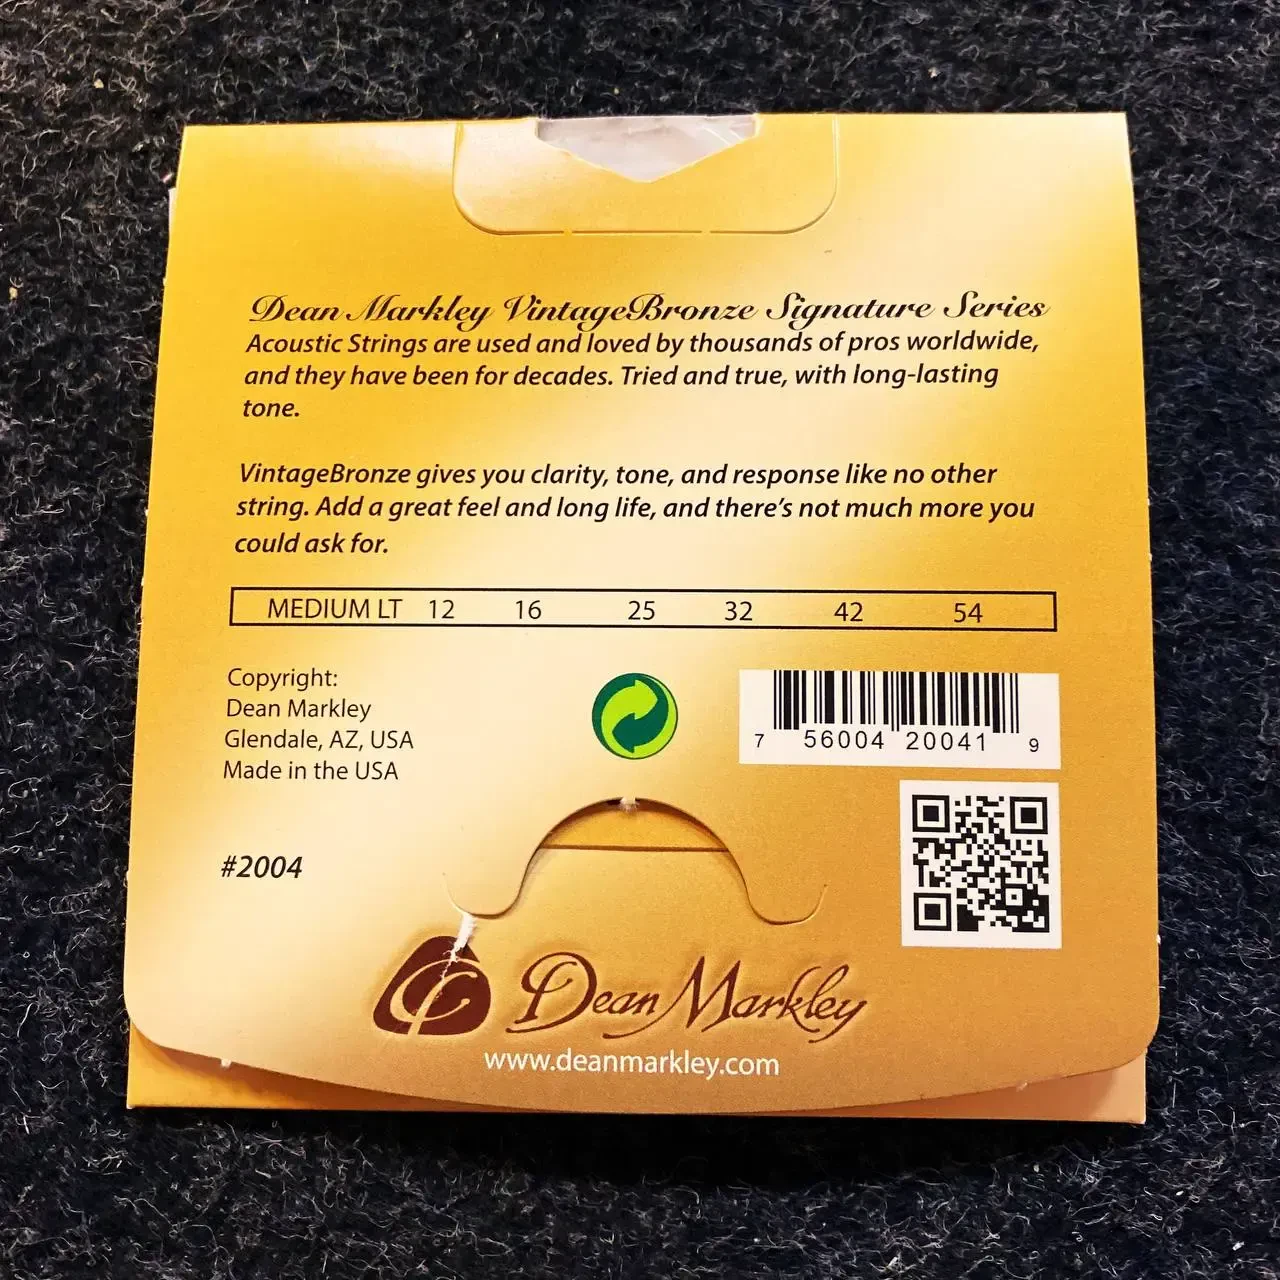 Dean Markley VintageBronze Signature Series
Acoustic Strings are used and loved by thousands of pros worldwide,
and they have been for decades. Tried and true, with long-lasting
tone.
VintageBronze gives you clarity, tone, and response like no other
string. Add a great feel and long life, and there's not much more you
could ask for.
MEDIUM LT 12 16 25 32 42 54
Copyright:
Dean Markley
Glendale, AZ, USA
Made in the USA
7 56004 20041 9
#2004
Dean Markley
www.deanmarkley.com